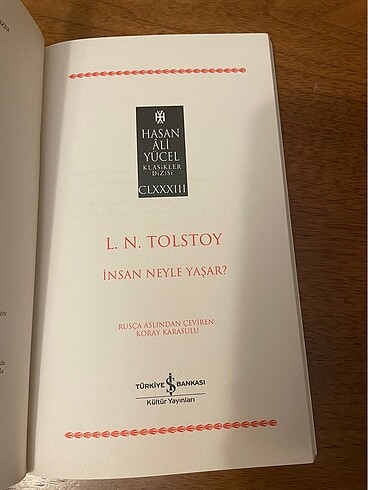 HASAN
ÂLİ
YÜCEL
KLASİKLER
DİZİSİ
CLXXXIII
L. N. TOLSTOY
İNSAN NEYLE YAŞAR?
RUSÇA ASLINDAN ÇEVİREN:
KORAY KARASULU
TÜRKİYE İŞ BANKASI
Kültür Yayınları